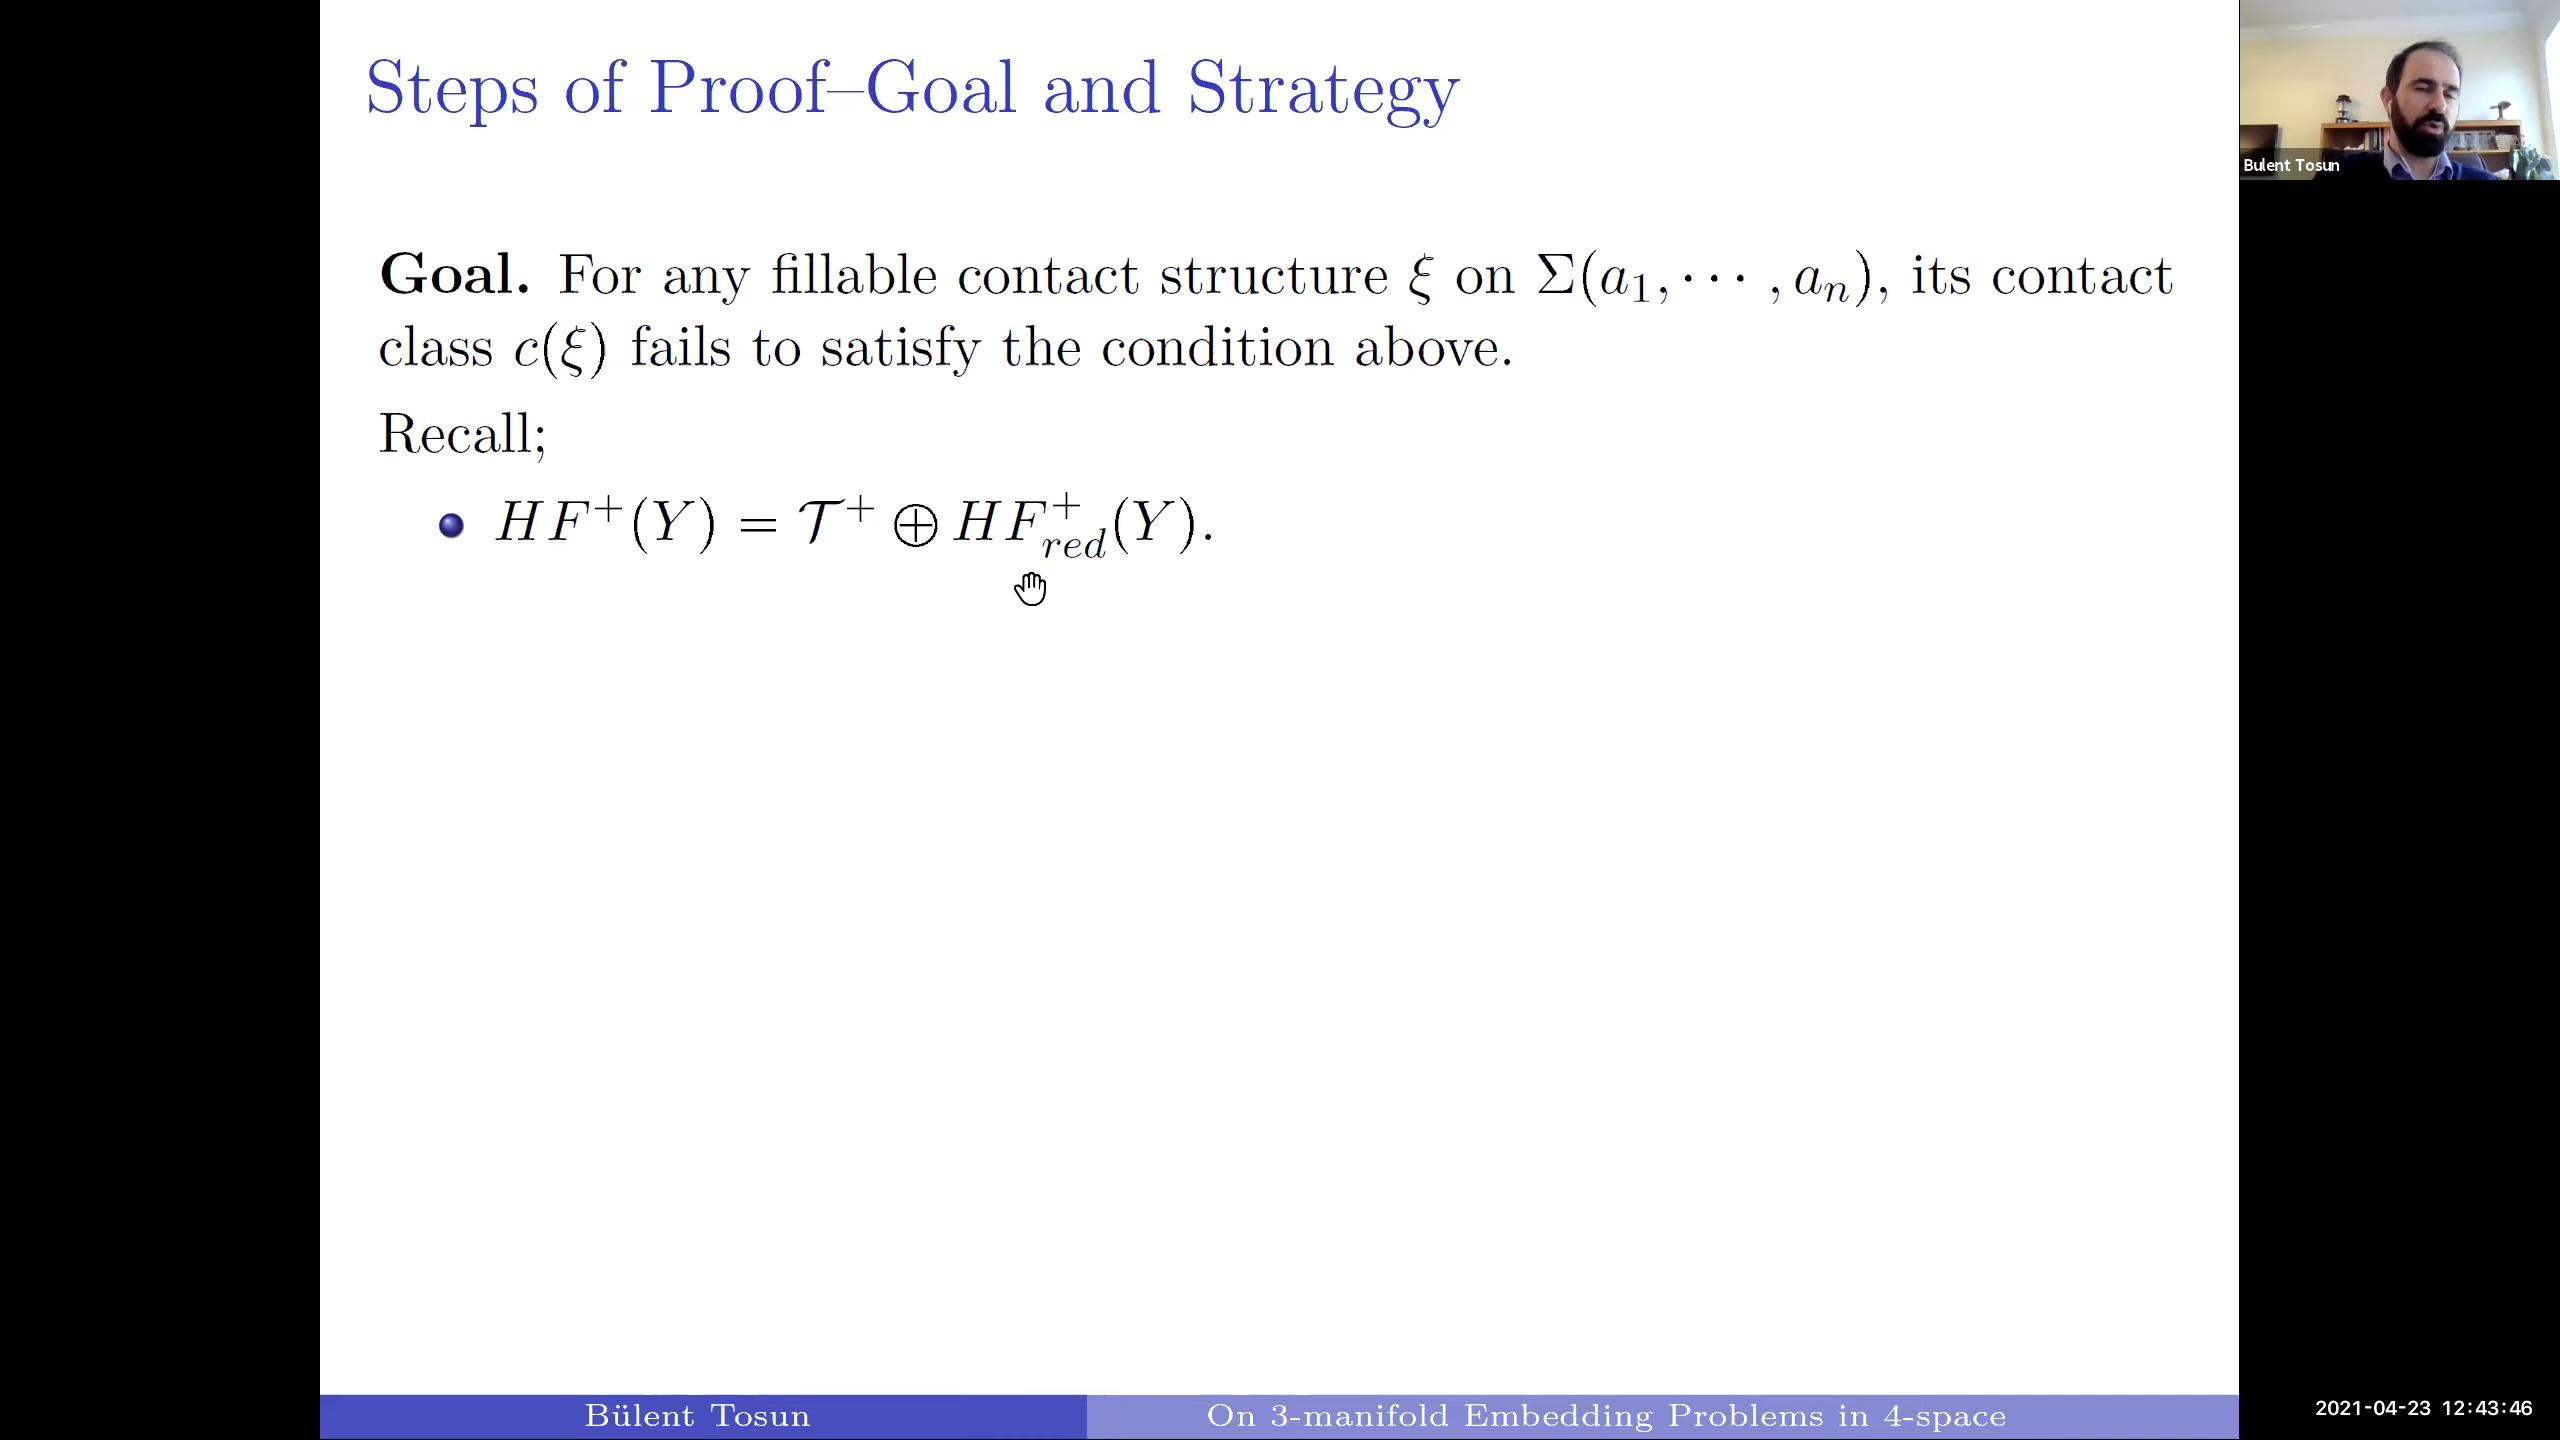 Steps of Proof–Goal and Strategy
Bulent Tosun
Goal. For any fillable contact structure ξ on Σ(a₁, ··· , aₙ), its contact
class c(ξ) fails to satisfy the condition above.
Recall;
HF⁺(Y) = 𝒯⁺ ⊕ HF⁺_red(Y).
Bülent Tosun
On 3-manifold Embedding Problems in 4-space
2021-04-23 12:43:46